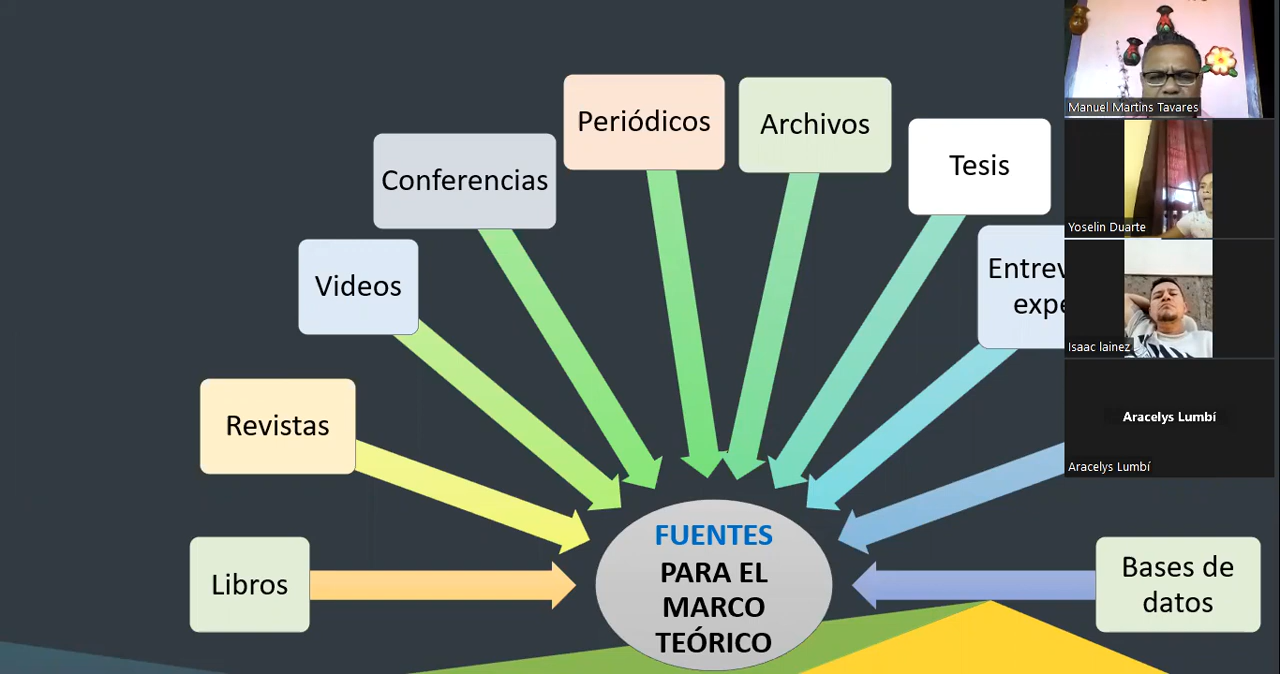 Periódicos
Archivos
Conferencias
Tesis
Videos
Revistas
Libros
FUENTES
PARA EL
MARCO
TEÓRICO
Bases de
datos
Manuel Martins Tavares
Yoselin Duarte
Isaac lainez
Aracelys Lumbí
Aracelys Lumbí